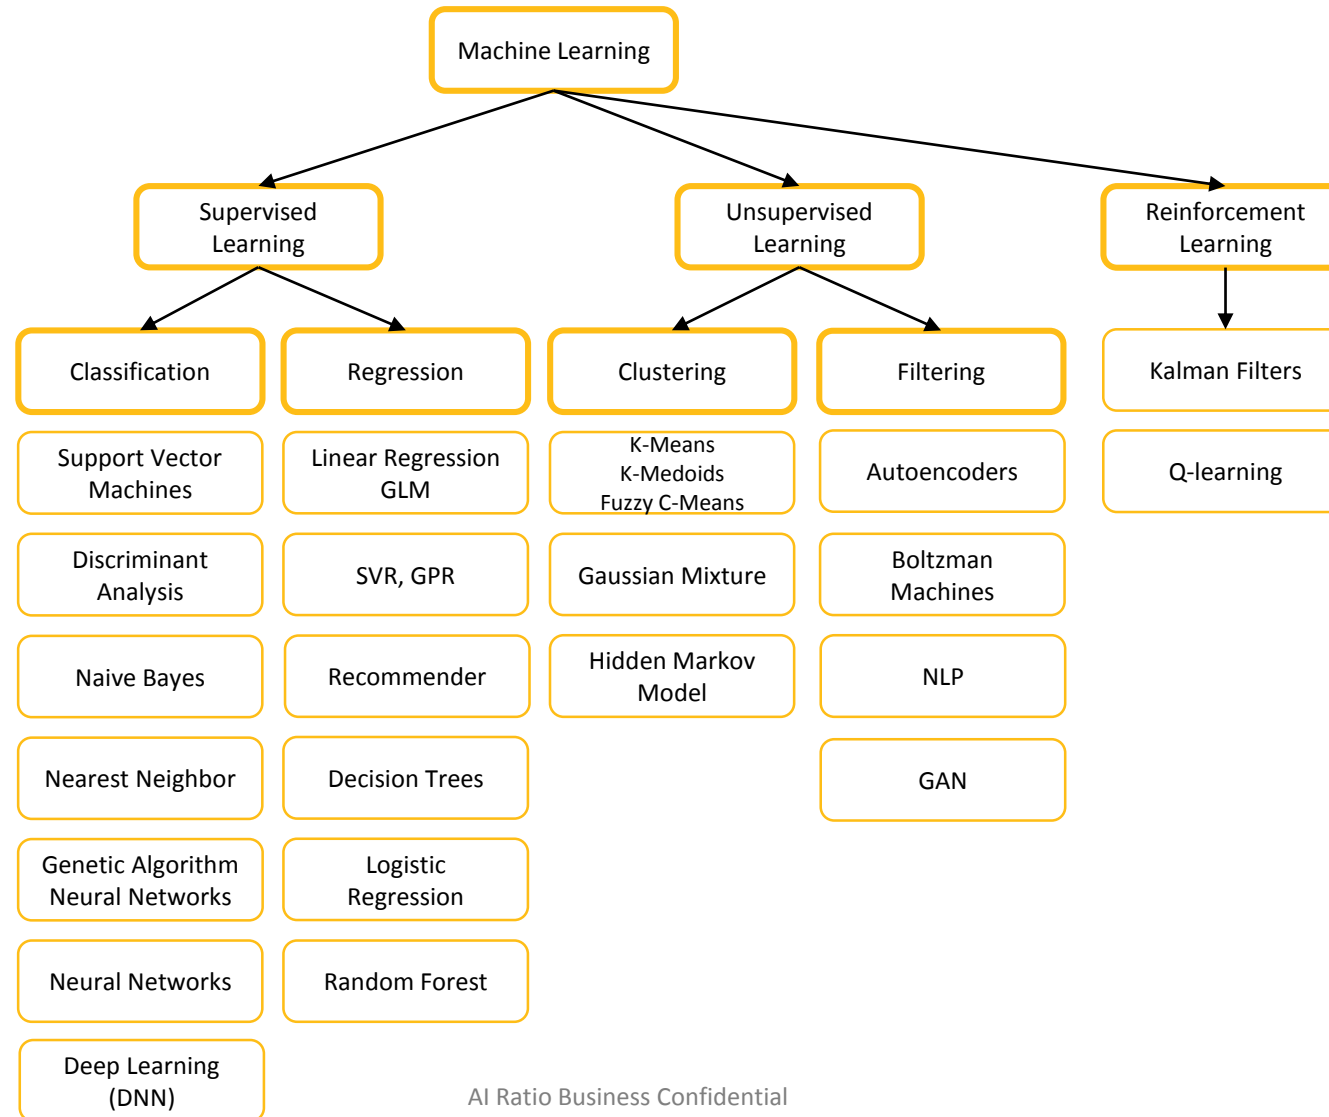 Machine Learning
Supervised
Learning
Unsupervised
Learning
Reinforcement
Learning
Classification
Regression
Clustering
Filtering
Kalman Filters
Support Vector
Machines
Linear Regression
GLM
K-Means
K-Medoids
Fuzzy C-Means
Autoencoders
Q-learning
Discriminant
Analysis
SVR, GPR
Gaussian Mixture
Boltzman
Machines
Naive Bayes
Recommender
Hidden Markov
Model
NLP
Nearest Neighbor
Decision Trees
GAN
Genetic Algorithm
Neural Networks
Logistic
Regression
Neural Networks
Random Forest
Deep Learning
(DNN)
AI Ratio Business Confidential